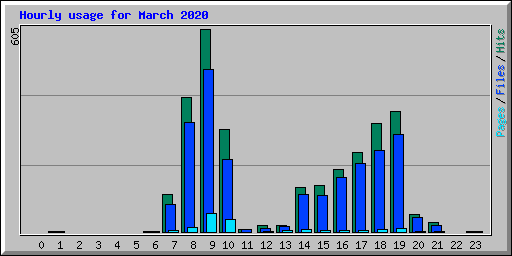 Hourly usage for March 2020
605
Pages / Files / Hits
0 1 2 3 4 5 6 7 8 9 10 11 12 13 14 15 16 17 18 19 20 21 22 23